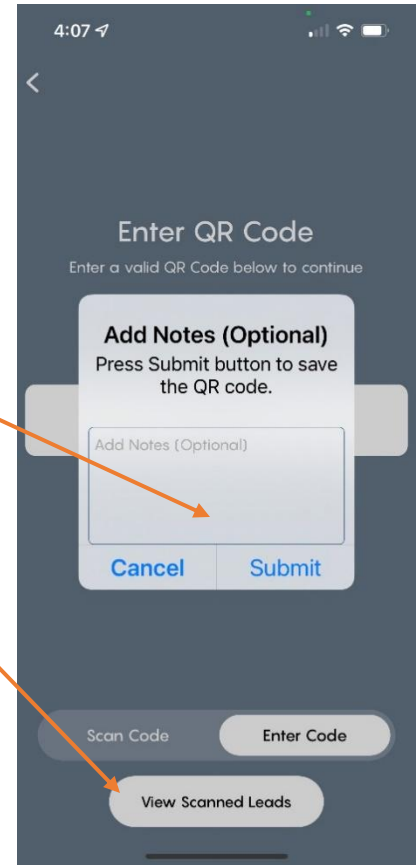 4:07
Enter QR Code
Enter a valid QR Code below to continue
Add Notes (Optional)
Press Submit button to save
the QR code.
Add Notes (Optional)
Cancel
Submit
Scan Code
Enter Code
View Scanned Leads